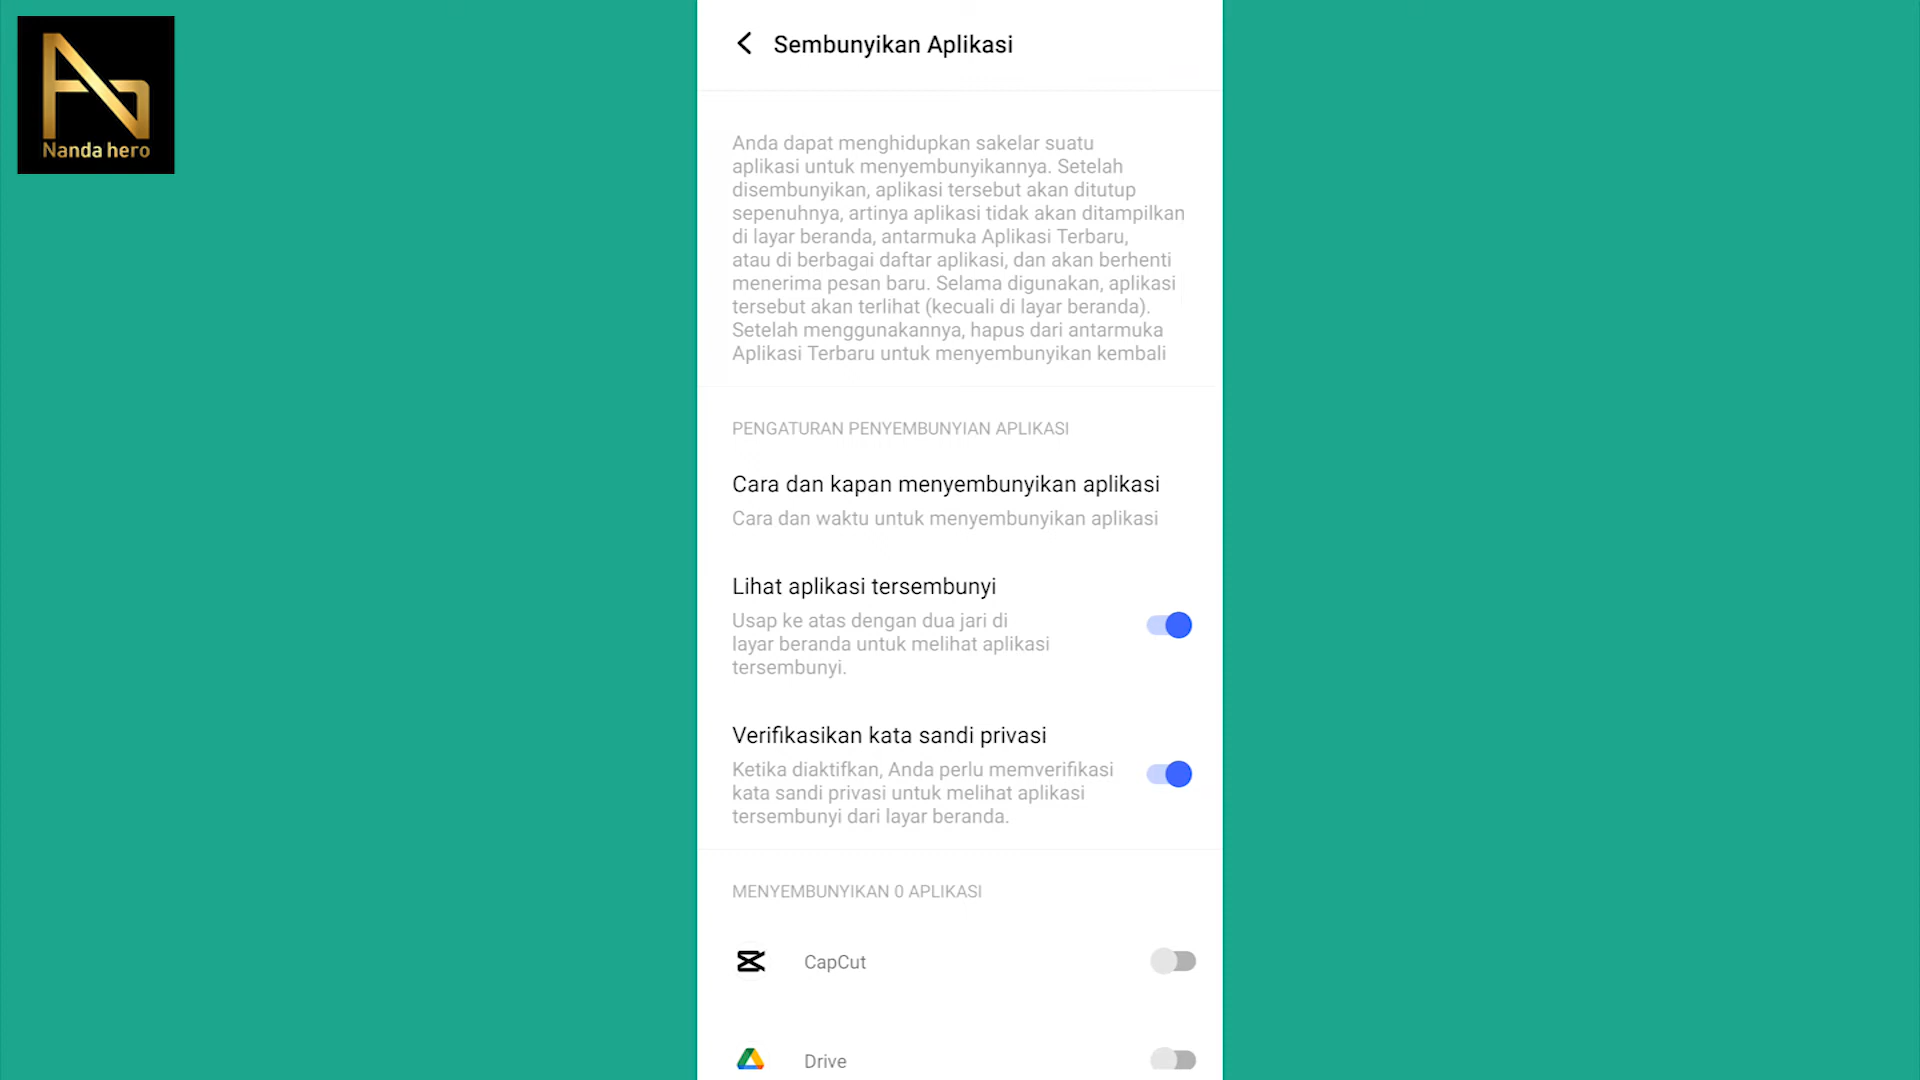 Nanda hero
Sembunyikan Aplikasi
Anda dapat menghidupkan sakelar suatu
aplikasi untuk menyembunyikannya. Setelah
disembunyikan, aplikasi tersebut akan ditutup
sepenuhnya, artinya aplikasi tidak akan ditampilkan
di layar beranda, antarmuka Aplikasi Terbaru,
atau di berbagai daftar aplikasi, dan akan berhenti
menerima pesan baru. Selama digunakan, aplikasi
tersebut akan terlihat (kecuali di layar beranda).
Setelah menggunakannya, hapus dari antarmuka
Aplikasi Terbaru untuk menyembunyikan kembali
PENGATURAN PENYEMBUNYIAN APLIKASI
Cara dan kapan menyembunyikan aplikasi
Cara dan waktu untuk menyembunyikan aplikasi
Lihat aplikasi tersembunyi
Usap ke atas dengan dua jari di
layar beranda untuk melihat aplikasi
tersembunyi.
Verifikasikan kata sandi privasi
Ketika diaktifkan, Anda perlu memverifikasi
kata sandi privasi untuk melihat aplikasi
tersembunyi dari layar beranda.
MENYEMBUNYIKAN 0 APLIKASI
CapCut
Drive